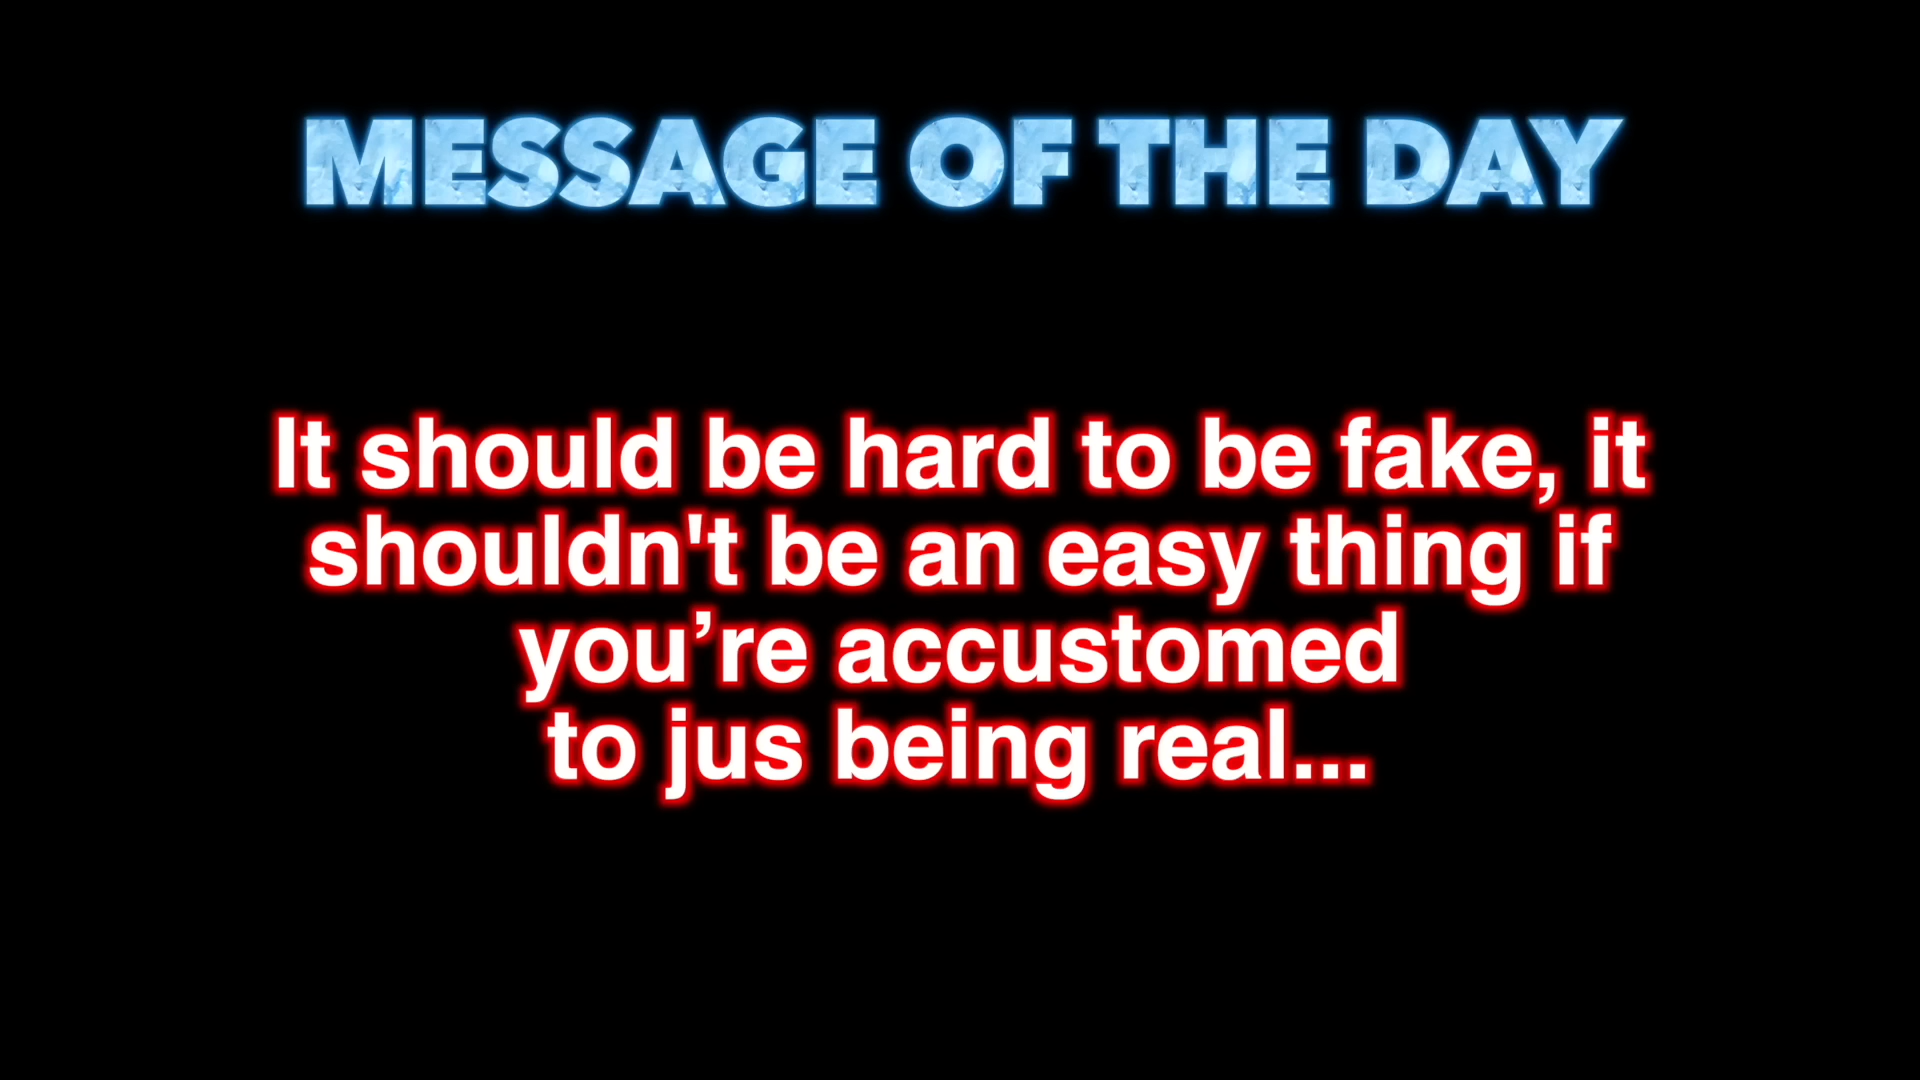 MESSAGE OF THE DAY
It should be hard to be fake, it
shouldn't be an easy thing if
you’re accustomed
to jus being real...